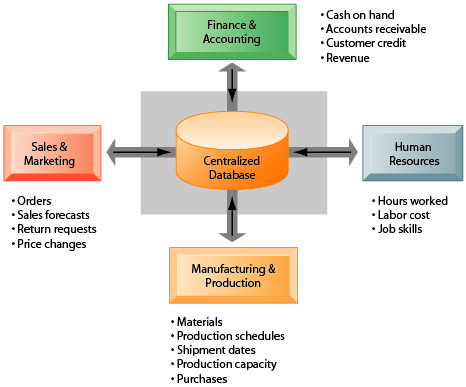 Finance &
Accounting
• Cash on hand
• Accounts receivable
• Customer credit
• Revenue
Sales &
Marketing
Centralized
Database
Human
Resources
• Orders
• Sales forecasts
• Return requests
• Price changes
• Hours worked
• Labor cost
• Job skills
Manufacturing &
Production
• Materials
• Production schedules
• Shipment dates
• Production capacity
• Purchases